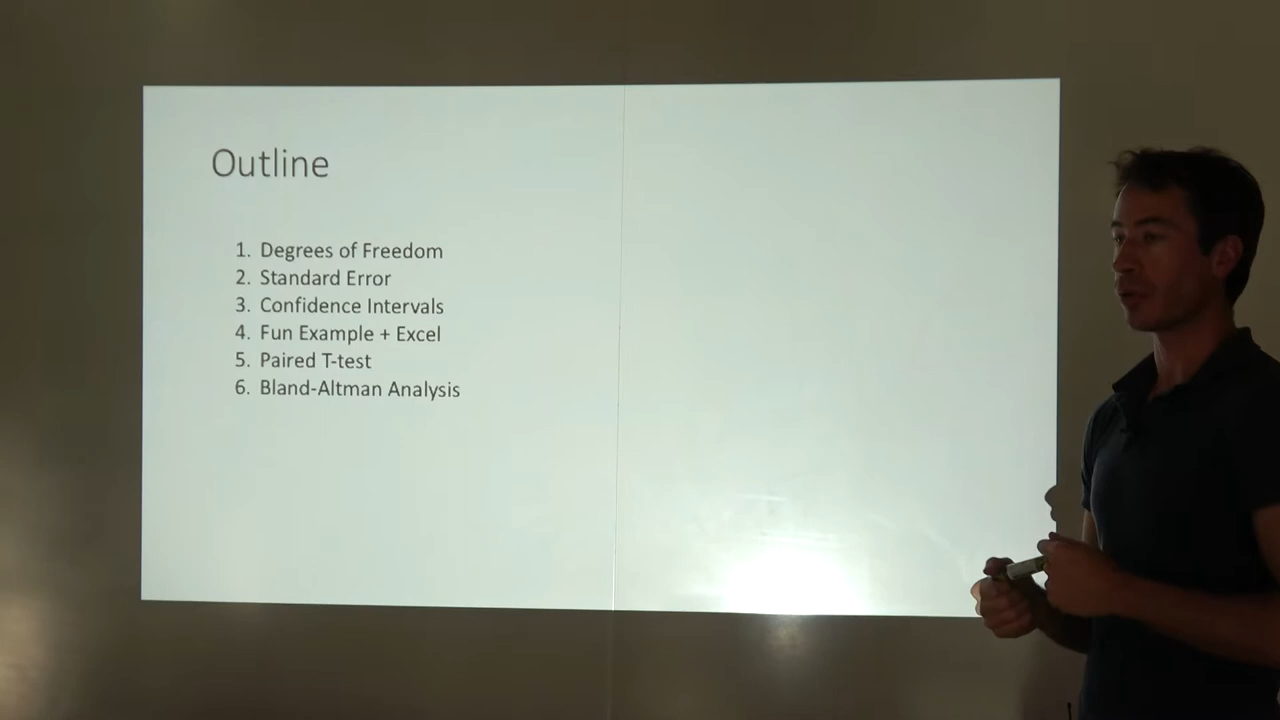 Outline
1. Degrees of Freedom
2. Standard Error
3. Confidence Intervals
4. Fun Example + Excel
5. Paired T-test
6. Bland-Altman Analysis